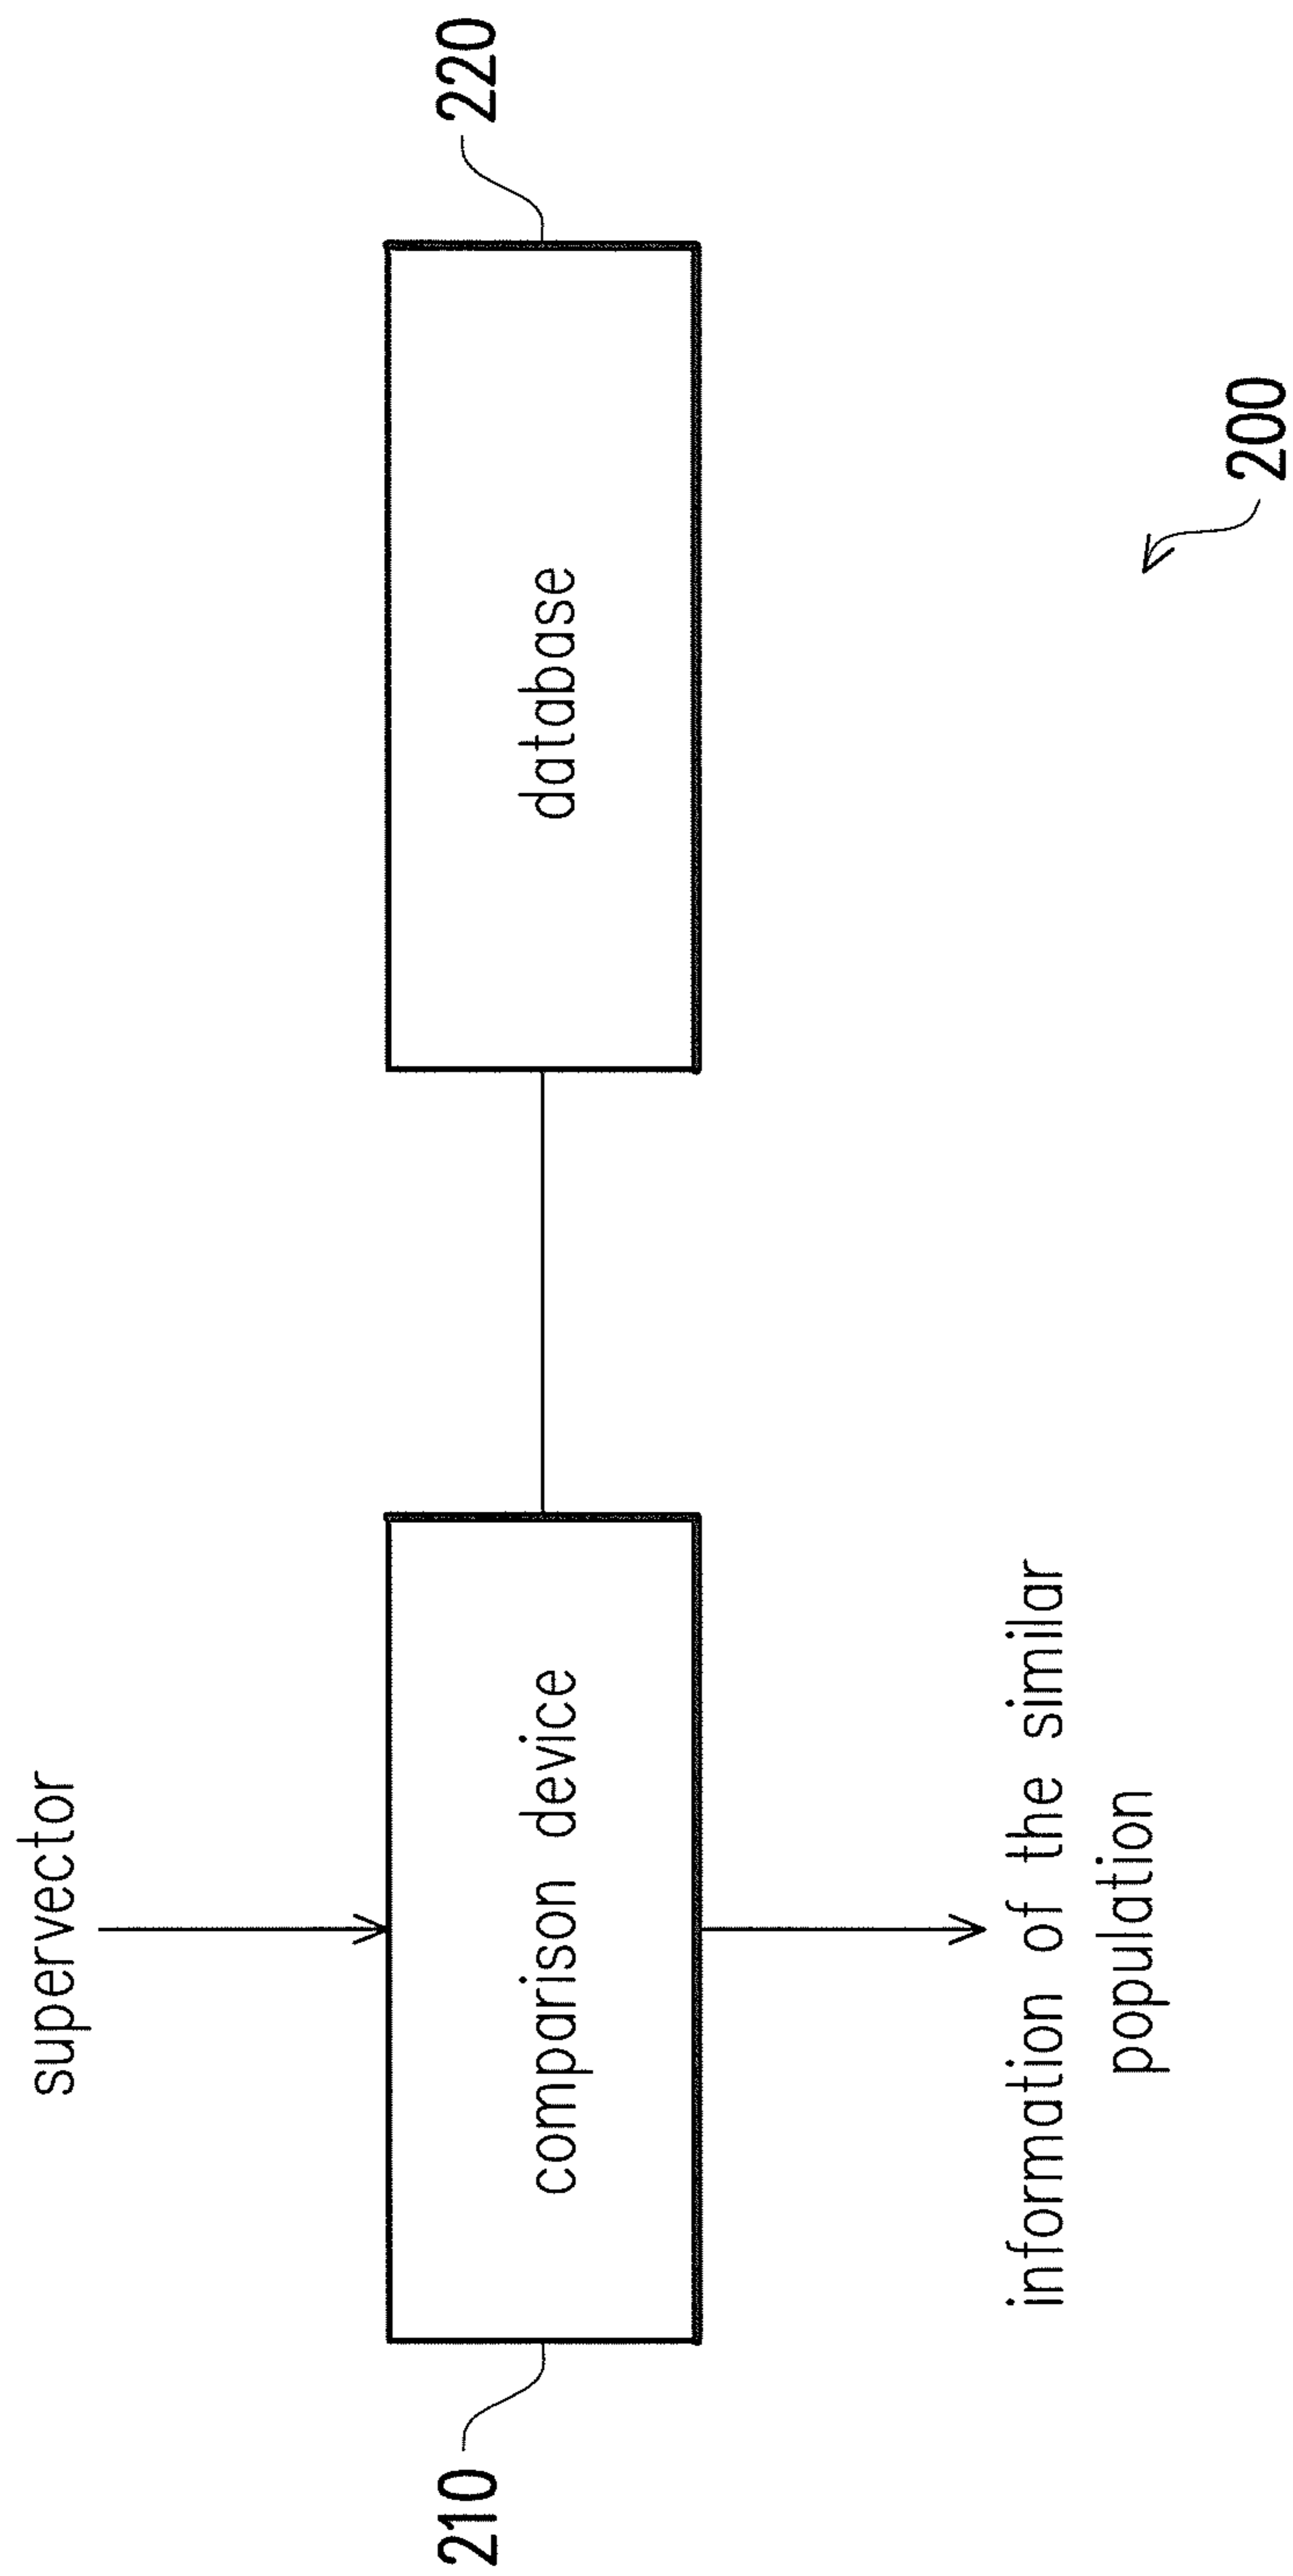 supervector
210
comparison device
database
220
information of the similar
population
200